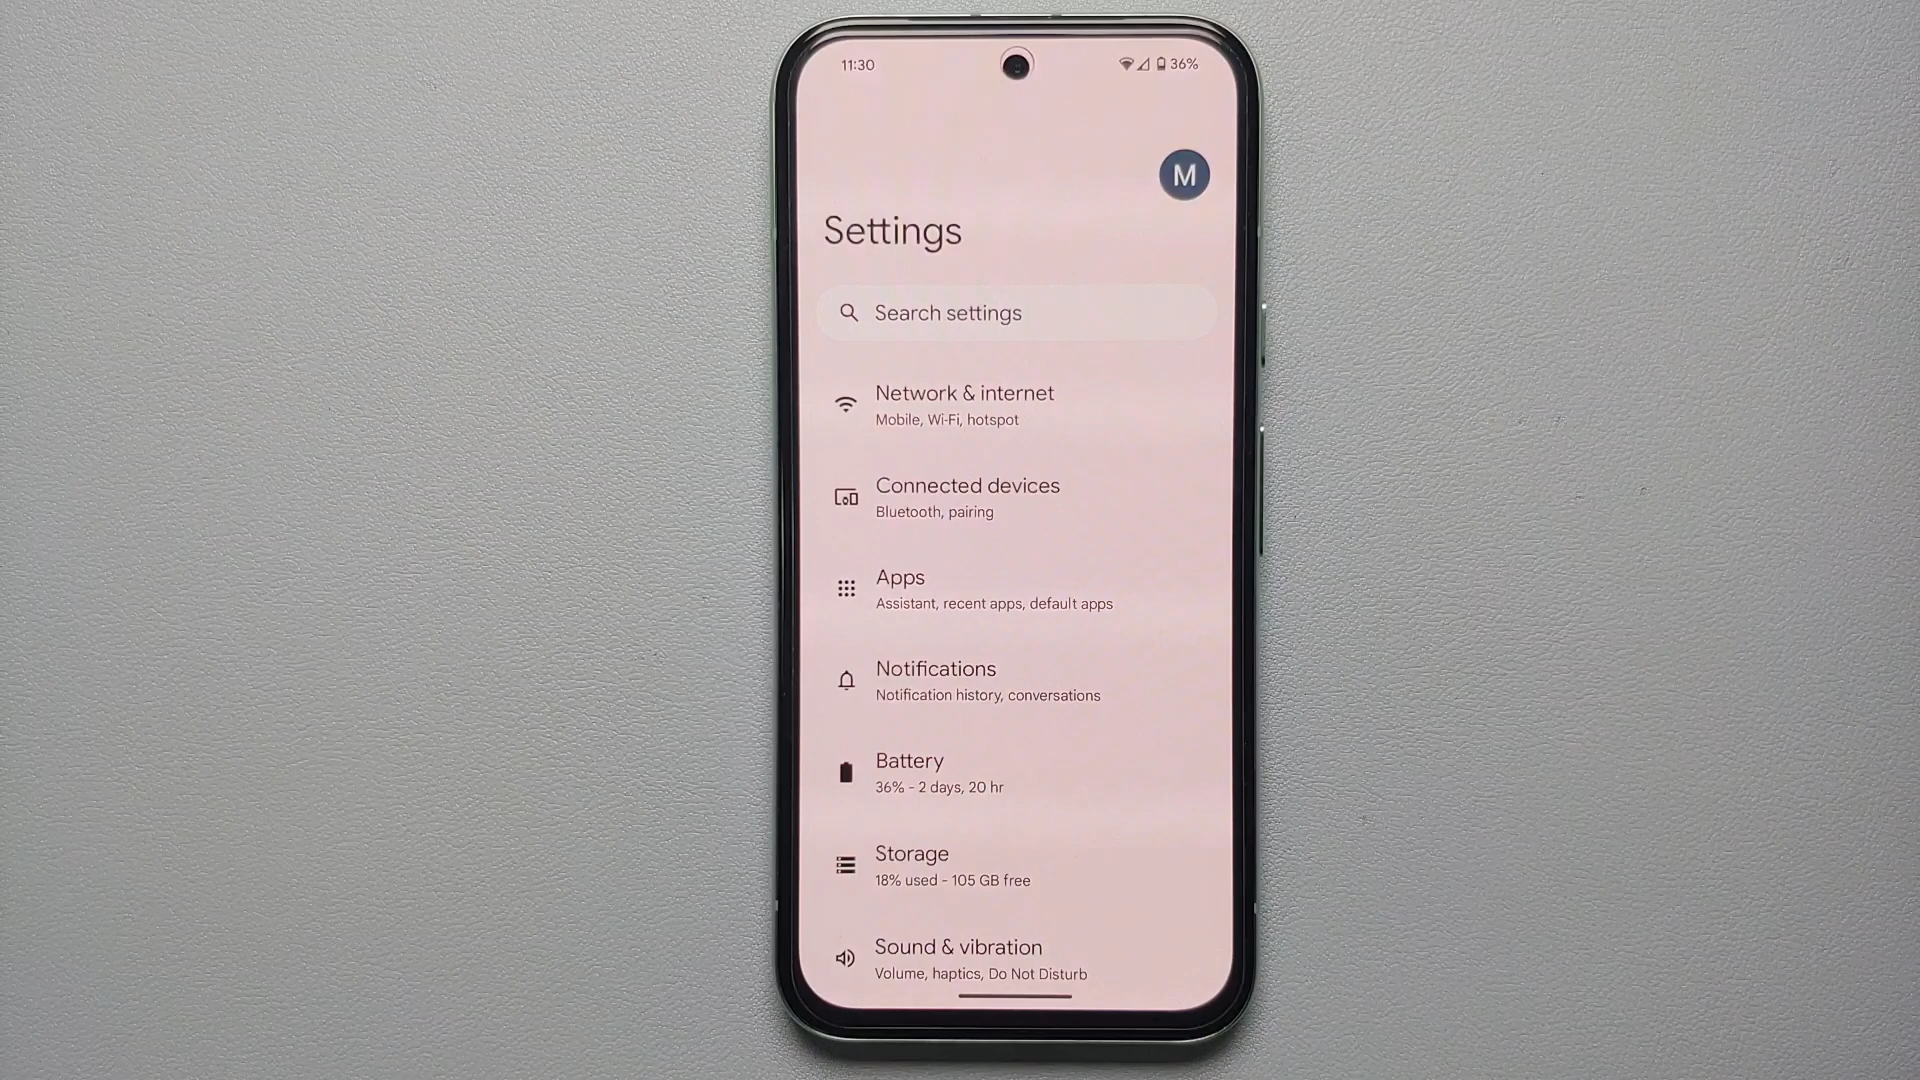 11:30
36%
M
Settings
Search settings
Network & internet
Mobile, Wi-Fi, hotspot
Connected devices
Bluetooth, pairing
Apps
Assistant, recent apps, default apps
Notifications
Notification history, conversations
Battery
36% - 2 days, 20 hr
Storage
18% used - 105 GB free
Sound & vibration
Volume, haptics, Do Not Disturb